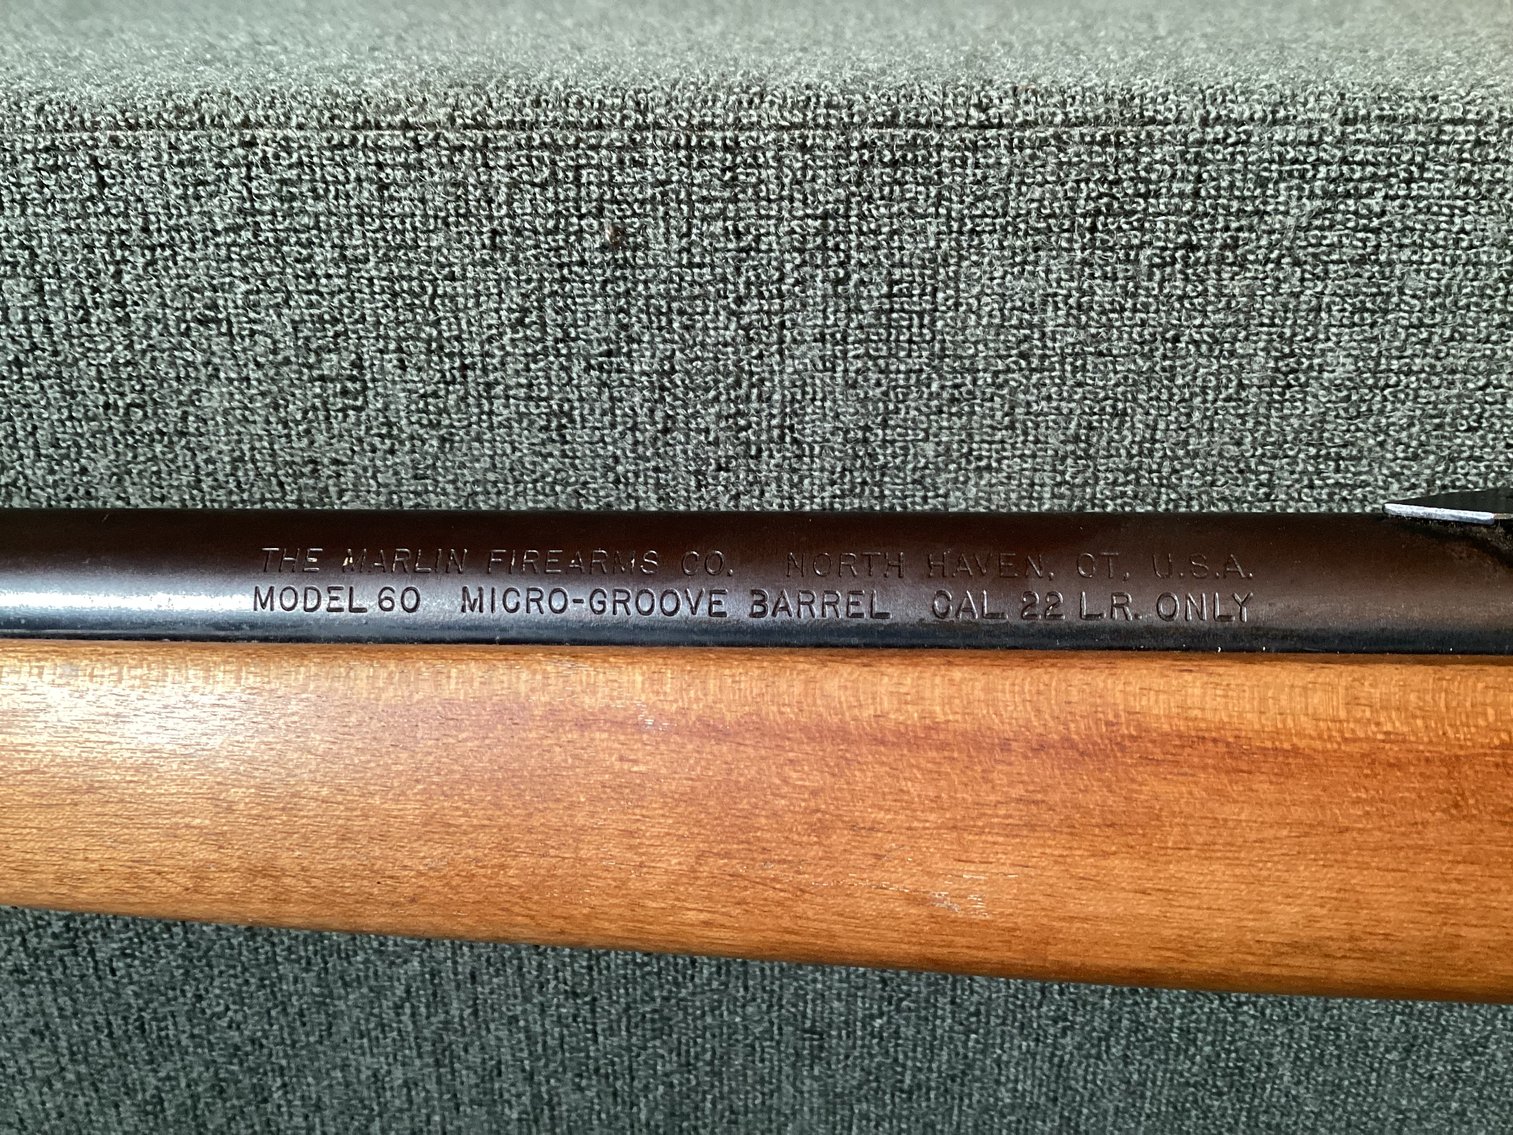 THE MARLIN FIREARMS CO. NORTH HAVEN, CT. U.S.A.
MODEL 60 MICRO-GROOVE BARREL CAL 22 L.R. ONLY